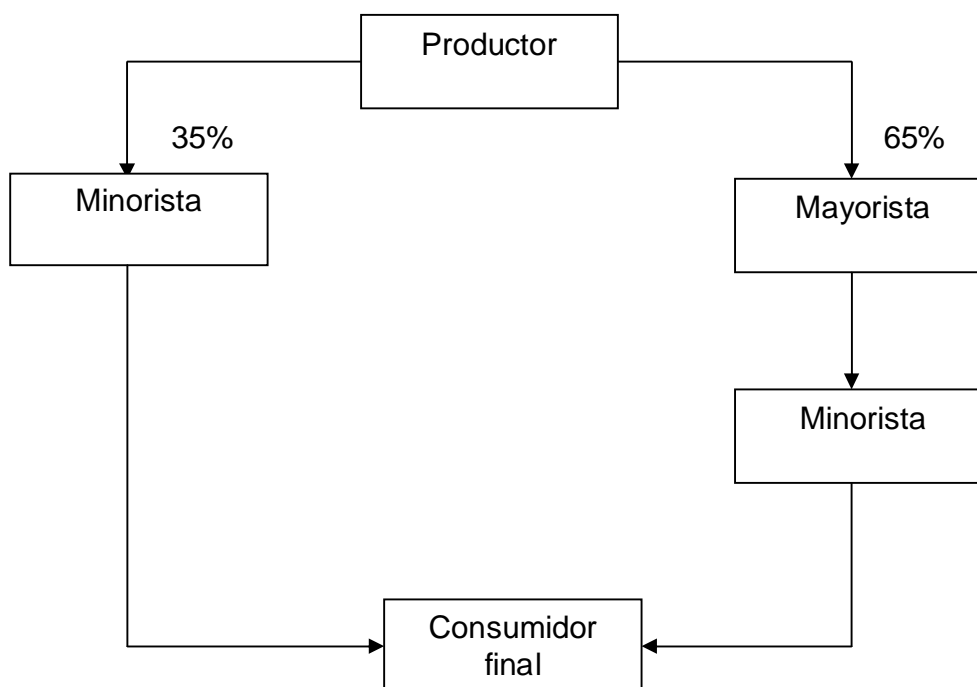 Productor
35%
65%
Minorista
Mayorista
Minorista
Consumidor
final